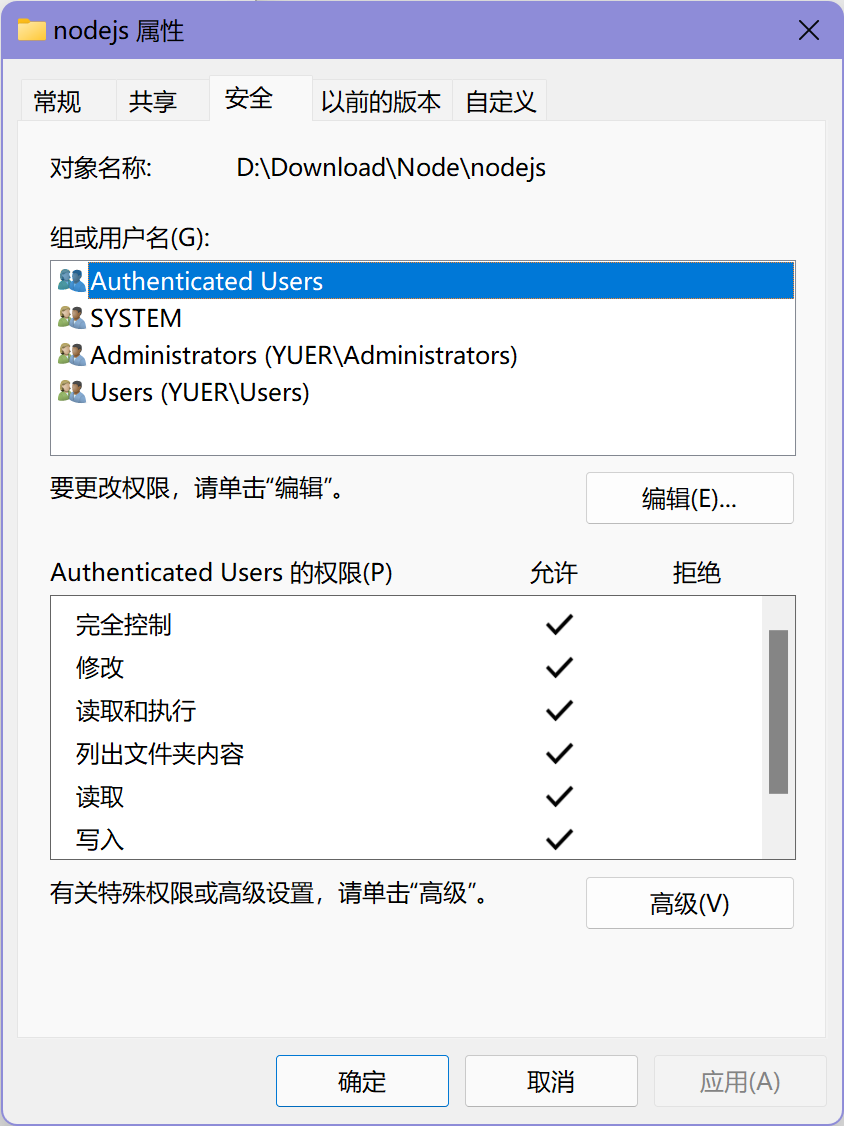 nodejs 属性
常规 共享 安全 以前的版本 自定义
对象名称: D:\Download\Node\nodejs
组或用户名(G):
Authenticated Users
SYSTEM
Administrators (YUER\Administrators)
Users (YUER\Users)
要更改权限，请单击“编辑”。
编辑(E)...
Authenticated Users 的权限(P) 允许 拒绝
完全控制
修改
读取和执行
列出文件夹内容
读取
写入
有关特殊权限或高级设置，请单击“高级”。
高级(V)
确定 取消 应用(A)